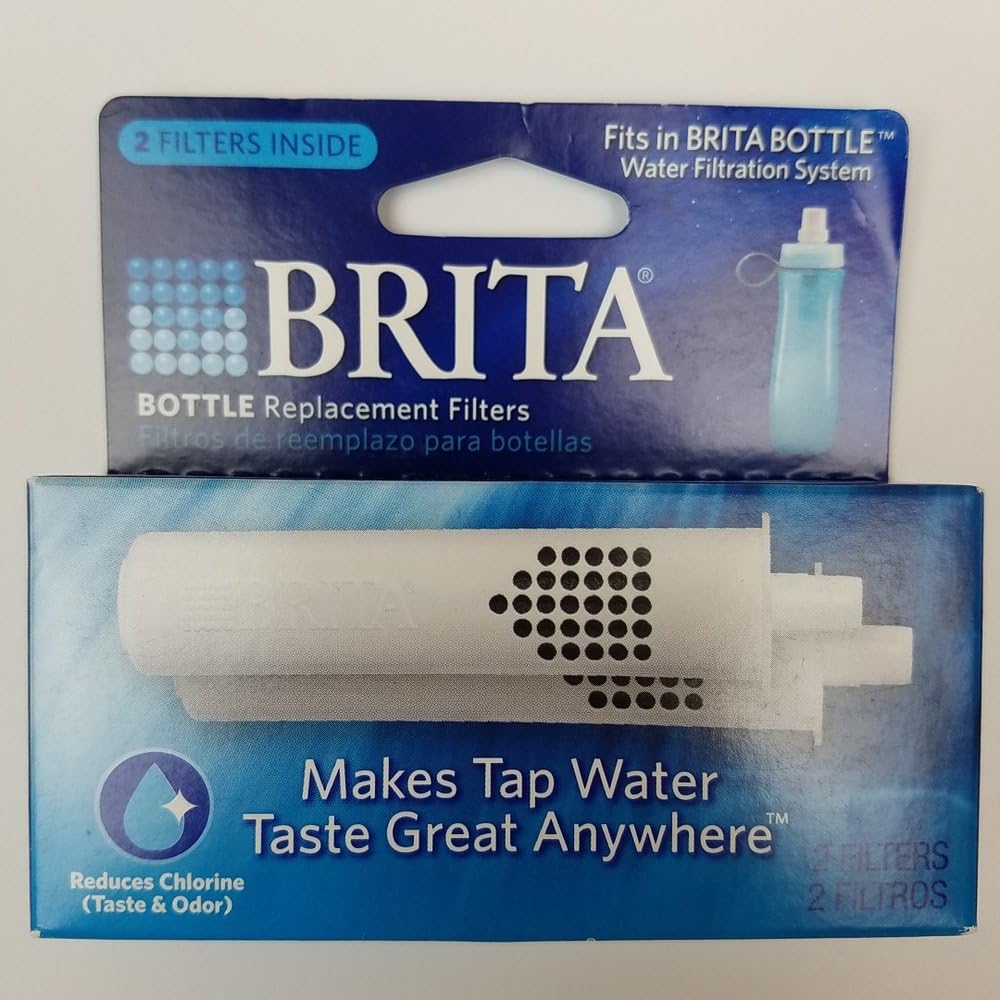 2 FILTERS INSIDE
Fits in BRITA BOTTLE™
Water Filtration System
BRITA®
BOTTLE Replacement Filters
Filtros de reemplazo para botellas
BRITA
Makes Tap Water
Taste Great Anywhere™
Reduces Chlorine
(Taste & Odor)
2 FILTERS
2 FILTROS